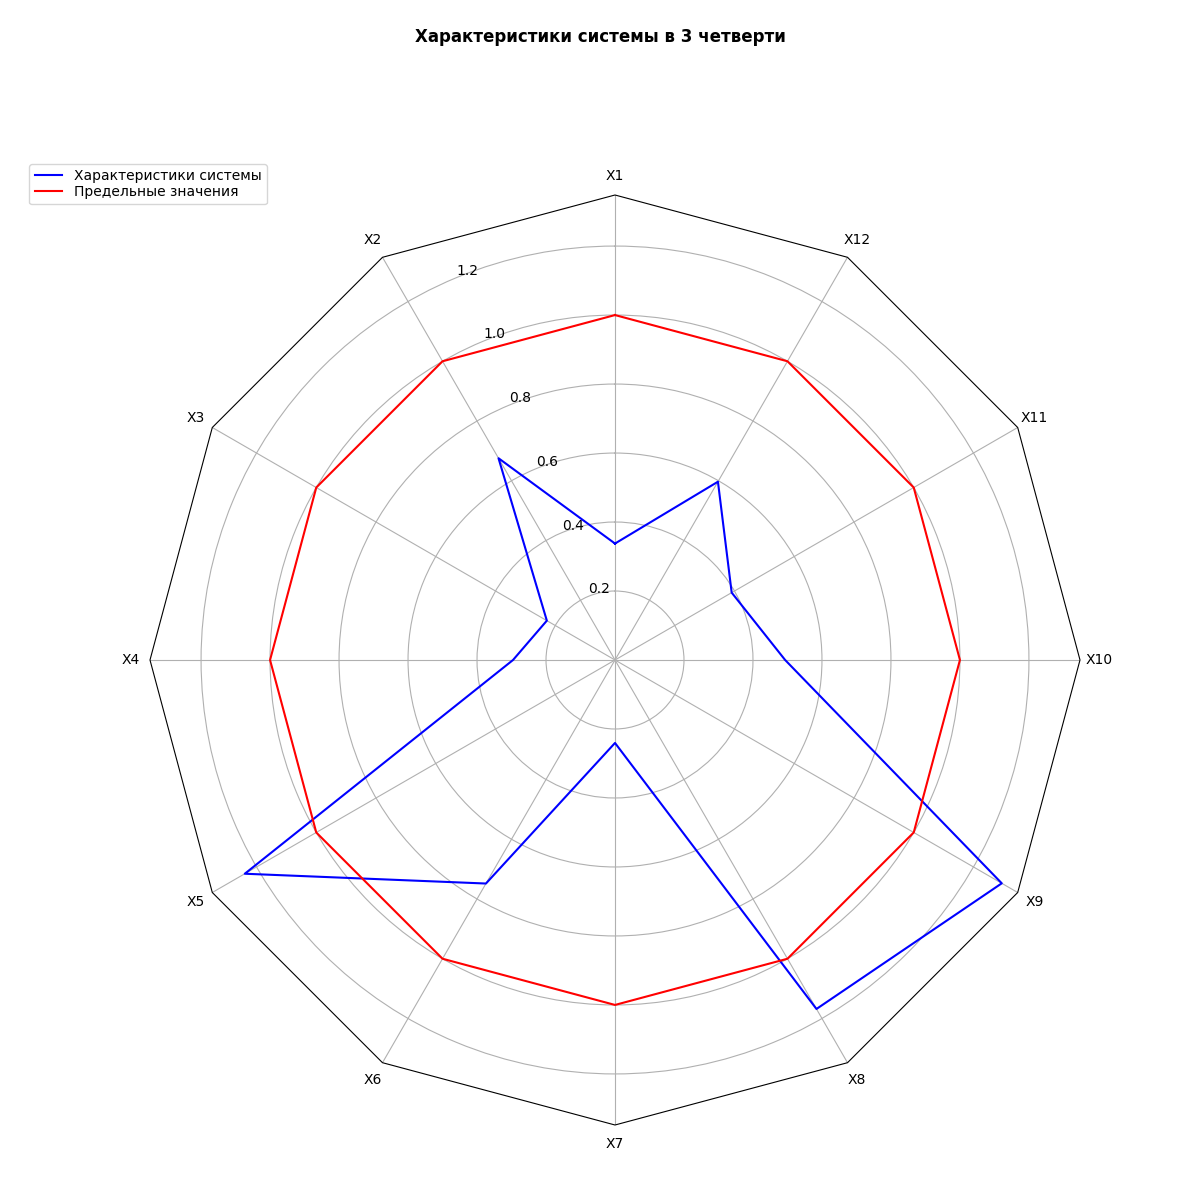 Характеристики системы в 3 четверти
Характеристики системы
Предельные значения
X1
X2
X12
1.2
1.0
0.8
X3
X11
0.6
0.4
0.2
X4
X10
X5
X9
X6
X8
X7